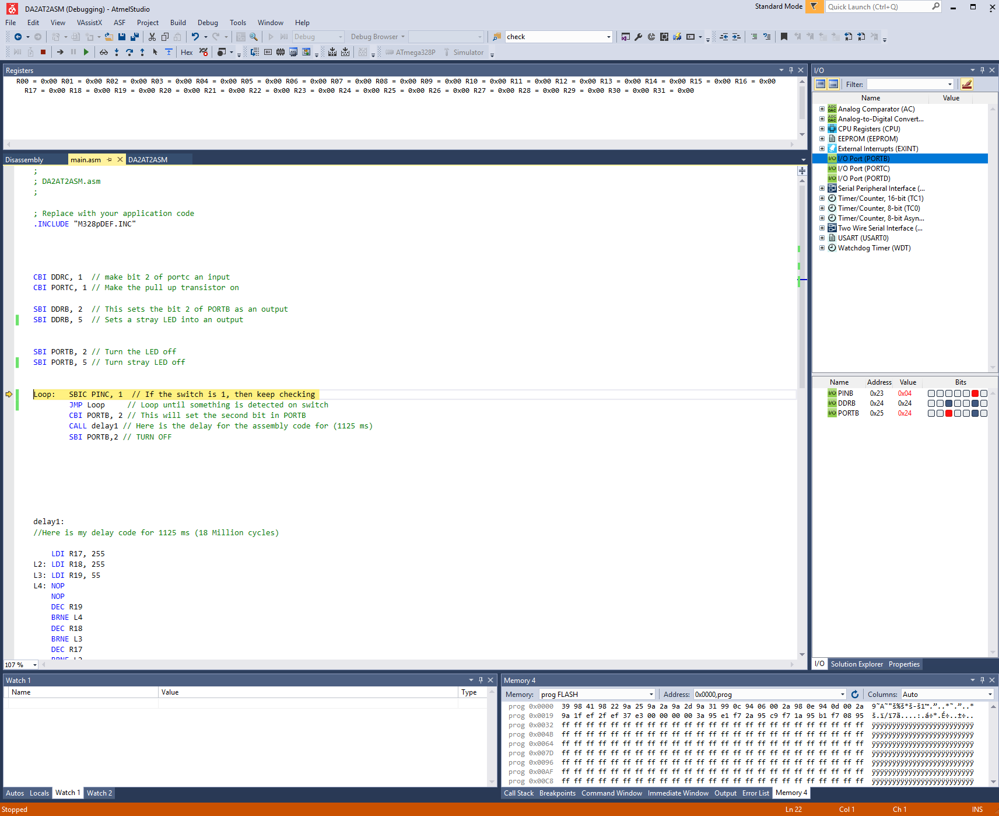 DA2AT2ASM (Debugging) - AtmelStudio
Standard Mode
Quick Launch (Ctrl+Q)
File Edit View VAssistX ASF Project Build Debug Tools Window Help
Debug Debug Browser check
Hex ATmega328P Simulator
Registers
R00 = 0x00 R01 = 0x00 R02 = 0x00 R03 = 0x00 R04 = 0x00 R05 = 0x00 R06 = 0x00 R07 = 0x00 R08 = 0x00 R09 = 0x00 R10 = 0x00 R11 = 0x00 R12 = 0x00 R13 = 0x00 R14 = 0x00 R15 = 0x00 R16 = 0x00
R17 = 0x00 R18 = 0x00 R19 = 0x00 R20 = 0x00 R21 = 0x00 R22 = 0x00 R23 = 0x00 R24 = 0x00 R25 = 0x00 R26 = 0x00 R27 = 0x00 R28 = 0x00 R29 = 0x00 R30 = 0x00 R31 = 0x00
Disassembly main.asm DA2AT2ASM
;
; DA2AT2ASM.asm
;
; Replace with your application code
.INCLUDE "M328pDEF.INC"
CBI DDRC, 1 // make bit 2 of portc an input
CBI PORTC, 1 // Make the pull up transistor on
SBI DDRB, 2 // This sets the bit 2 of PORTB as an output
SBI DDRB, 5 // Sets a stray LED into an output
SBI PORTB, 2 // Turn the LED off
SBI PORTB, 5 // Turn stray LED off
Loop: SBIC PINC, 1 // If the switch is 1, then keep checking
JMP Loop // Loop until something is detected on switch
CBI PORTB, 2 // This will set the second bit in PORTB
CALL delay1 // Here is the delay for the assembly code for (1125 ms)
SBI PORTB,2 // TURN OFF
delay1:
//Here is my delay code for 1125 ms (18 Million cycles)
LDI R17, 255
L2: LDI R18, 255
L3: LDI R19, 55
L4: NOP
NOP
DEC R19
BRNE L4
DEC R18
BRNE L3
DEC R17
BRNE L2
107 %
I/O
Filter:
Name Value
Analog Comparator (AC)
Analog-to-Digital Convert...
CPU Registers (CPU)
EEPROM (EEPROM)
External Interrupts (EXINT)
I/O Port (PORTB)
I/O Port (PORTC)
I/O Port (PORTD)
Serial Peripheral Interface (...
Timer/Counter, 16-bit (TC1)
Timer/Counter, 8-bit (TC0)
Timer/Counter, 8-bit Asyn...
Two Wire Serial Interface (...
USART (USART0)
Watchdog Timer (WDT)
Name Address Value Bits
PINB 0x23 0x04
DDRB 0x24 0x24
PORTB 0x25 0x24
I/O Solution Explorer Properties
Watch 1
Name Value Type
Autos Locals Watch 1 Watch 2
Memory 4
Memory: prog FLASH Address: 0x0000,prog Columns: Auto
prog 0x0000 39 98 41 98 22 9a 25 9a 2a 9a 2d 9a 31 99 0c 94 06 00 2a 98 0e 94 0d 00 2a
prog 0x0019 9a 1f ef 2f ef 37 e3 00 00 00 00 3a 95 e1 f7 2a 95 c9 f7 1a 95 b1 f7 08 95
prog 0x0032 ff ff ff ff ff ff ff ff ff ff ff ff ff ff ff ff ff ff ff ff ff ff ff ff ff ÿÿÿÿÿÿÿÿÿÿÿÿÿÿÿÿÿÿÿÿÿÿÿÿÿ
prog 0x004B ff ff ff ff ff ff ff ff ff ff ff ff ff ff ff ff ff ff ff ff ff ff ff ff ff ÿÿÿÿÿÿÿÿÿÿÿÿÿÿÿÿÿÿÿÿÿÿÿÿÿ
prog 0x0064 ff ff ff ff ff ff ff ff ff ff ff ff ff ff ff ff ff ff ff ff ff ff ff ff ff ÿÿÿÿÿÿÿÿÿÿÿÿÿÿÿÿÿÿÿÿÿÿÿÿÿ
prog 0x007D ff ff ff ff ff ff ff ff ff ff ff ff ff ff ff ff ff ff ff ff ff ff ff ff ff ÿÿÿÿÿÿÿÿÿÿÿÿÿÿÿÿÿÿÿÿÿÿÿÿÿ
prog 0x0096 ff ff ff ff ff ff ff ff ff ff ff ff ff ff ff ff ff ff ff ff ff ff ff ff ff ÿÿÿÿÿÿÿÿÿÿÿÿÿÿÿÿÿÿÿÿÿÿÿÿÿ
prog 0x00AF ff ff ff ff ff ff ff ff ff ff ff ff ff ff ff ff ff ff ff ff ff ff ff ff ff ÿÿÿÿÿÿÿÿÿÿÿÿÿÿÿÿÿÿÿÿÿÿÿÿÿ
prog 0x00C8 ff ff ff ff ff ff ff ff ff ff ff ff ff ff ff ff ff ff ff ff ff ff ff ff ff ÿÿÿÿÿÿÿÿÿÿÿÿÿÿÿÿÿÿÿÿÿÿÿÿÿ
Call Stack Breakpoints Command Window Immediate Window Output Error List Memory 4
Stopped Ln 22 Col 1 Ch 1 INS